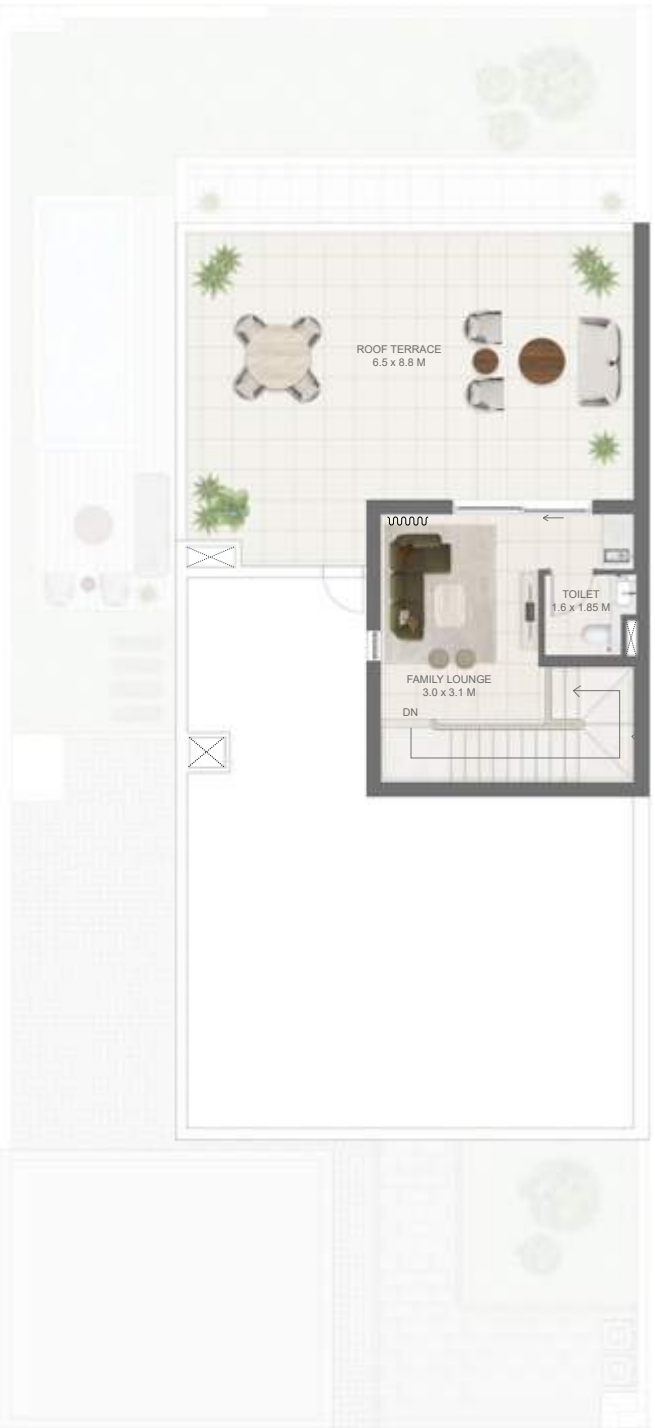 ROOF TERRACE
6.5 x 8.8 M
TOILET
1.6 x 1.85 M
FAMILY LOUNGE
3.0 x 3.1 M
DN